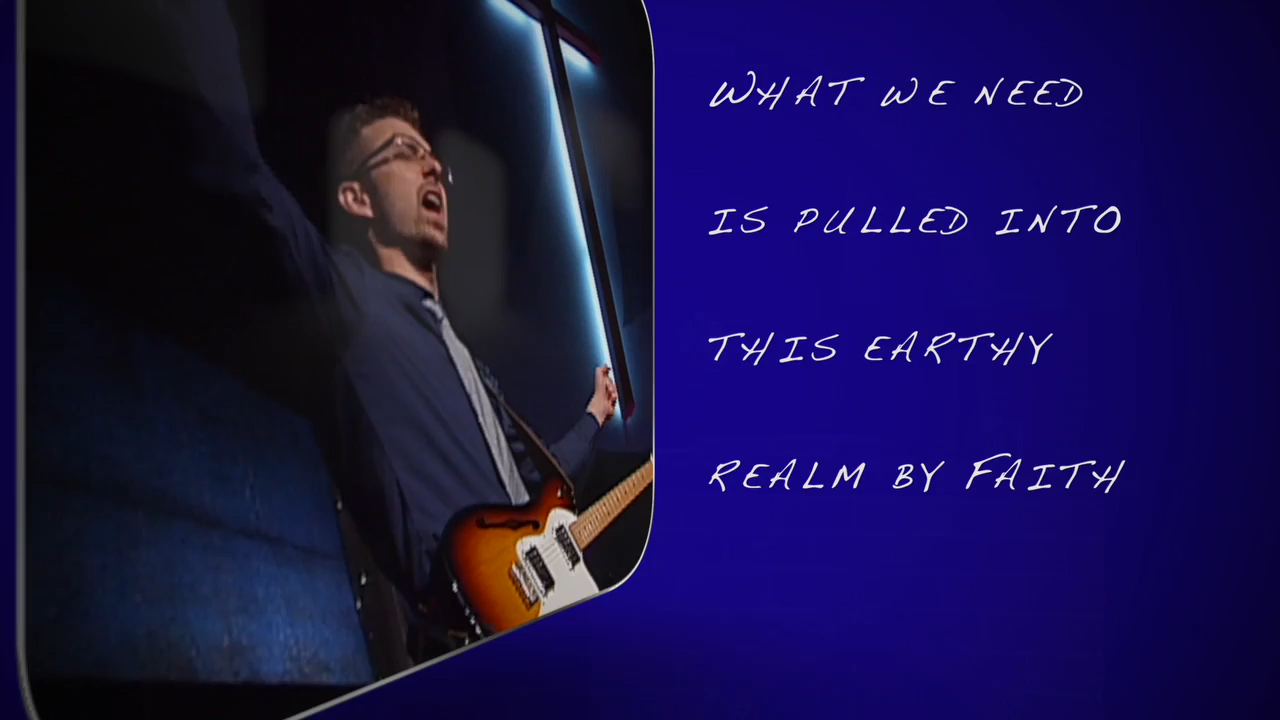 WHAT WE NEED
IS PULLED INTO
THIS EARTHY
REALM BY FAITH